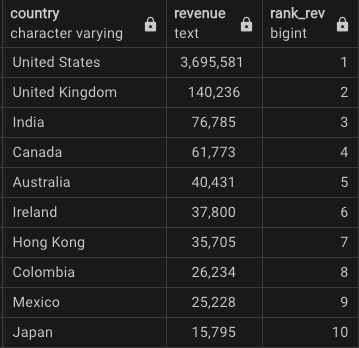 country revenue rank_rev
character varying text bigint
United States 3,695,581 1
United Kingdom 140,236 2
India 76,785 3
Canada 61,773 4
Australia 40,431 5
Ireland 37,800 6
Hong Kong 35,705 7
Colombia 26,234 8
Mexico 25,228 9
Japan 15,795 10